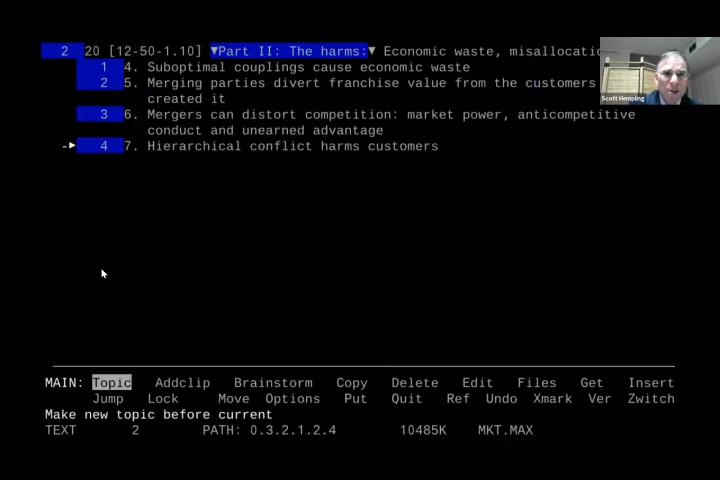 2 20 [12-50-1.10] ▼Part II: The harms:▼ Economic waste, misallocatio
1 4. Suboptimal couplings cause economic waste
2 5. Merging parties divert franchise value from the customers
created it
3 6. Mergers can distort competition: market power, anticompetitive
conduct and unearned advantage
-► 4 7. Hierarchical conflict harms customers
Scott Hempling
MAIN: Topic Addclip Brainstorm Copy Delete Edit Files Get Insert
Jump Lock Move Options Put Quit Ref Undo Xmark Ver Zwitch
Make new topic before current
TEXT 2 PATH: 0.3.2.1.2.4 10485K MKT.MAX